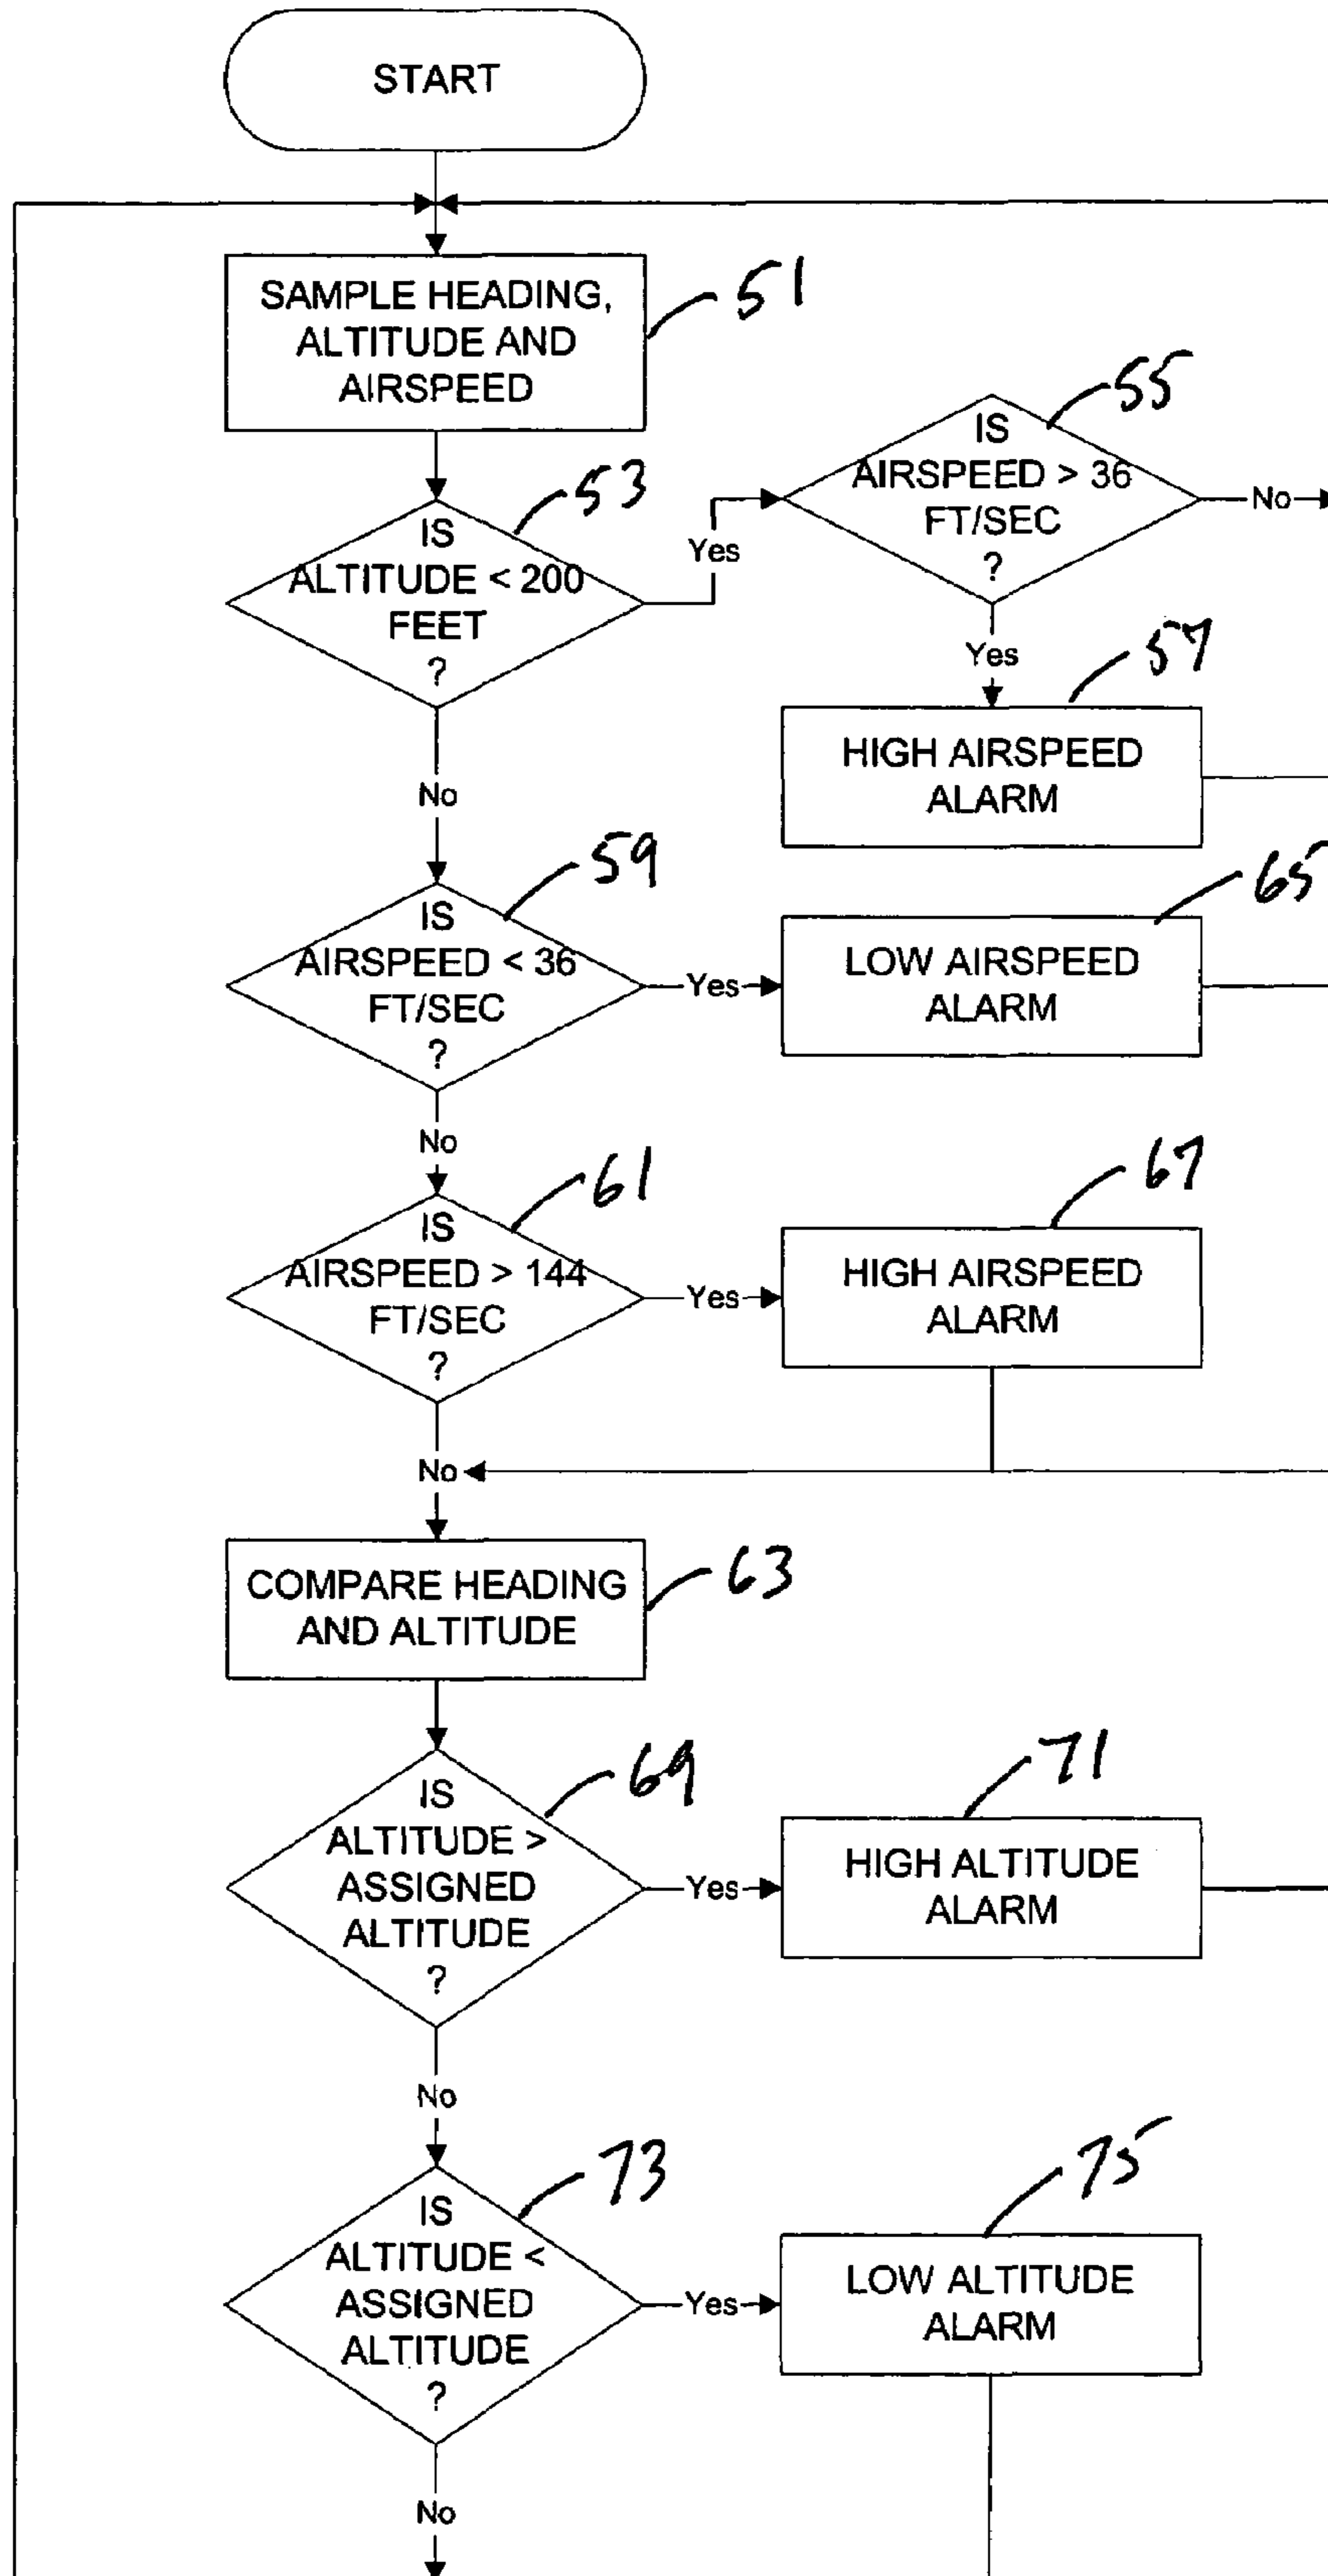 START
SAMPLE HEADING,
ALTITUDE AND
AIRSPEED
51
IS
ALTITUDE < 200
FEET
?
53
Yes
IS
AIRSPEED > 36
FT/SEC
?
55
No
Yes
HIGH AIRSPEED
ALARM
57
No
IS
AIRSPEED < 36
FT/SEC
?
59
Yes
LOW AIRSPEED
ALARM
65
No
IS
AIRSPEED > 144
FT/SEC
?
61
Yes
HIGH AIRSPEED
ALARM
67
No
COMPARE HEADING
AND ALTITUDE
63
IS
ALTITUDE >
ASSIGNED
ALTITUDE
?
69
Yes
HIGH ALTITUDE
ALARM
71
No
IS
ALTITUDE <
ASSIGNED
ALTITUDE
?
73
Yes
LOW ALTITUDE
ALARM
75
No